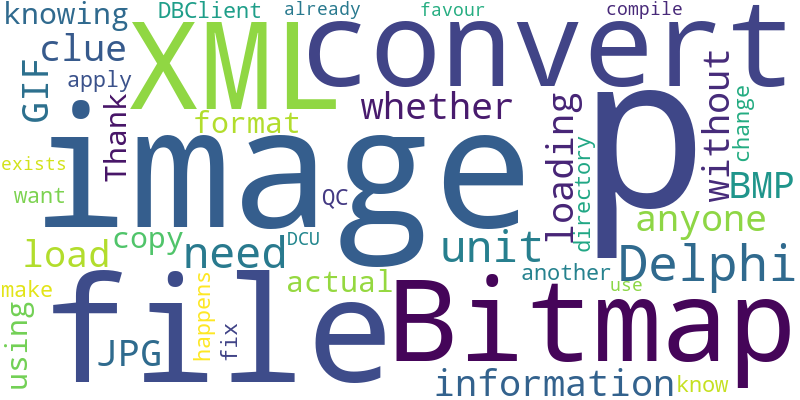 knowing
DBClient
already
favour
compile
clue
XML
convert
apply
GIF
Thank
format
whether
loading
p
without
change
exists
want
image
QC
directory
BMP
anyone
load
copy
need
DCU
unit
another
Delphi
make
file
happens
actual
Bitmap
use
using
JPG
fix
information
know